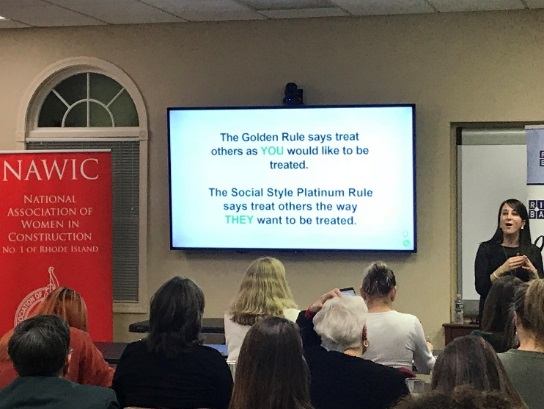 NAWIC
NATIONAL
ASSOCIATION OF
WOMEN IN
CONSTRUCTION
NO. 1 OF RHODE ISLAND
The Golden Rule says treat
others as YOU would like to be
treated.
The Social Style Platinum Rule
says treat others the way
THEY want to be treated.